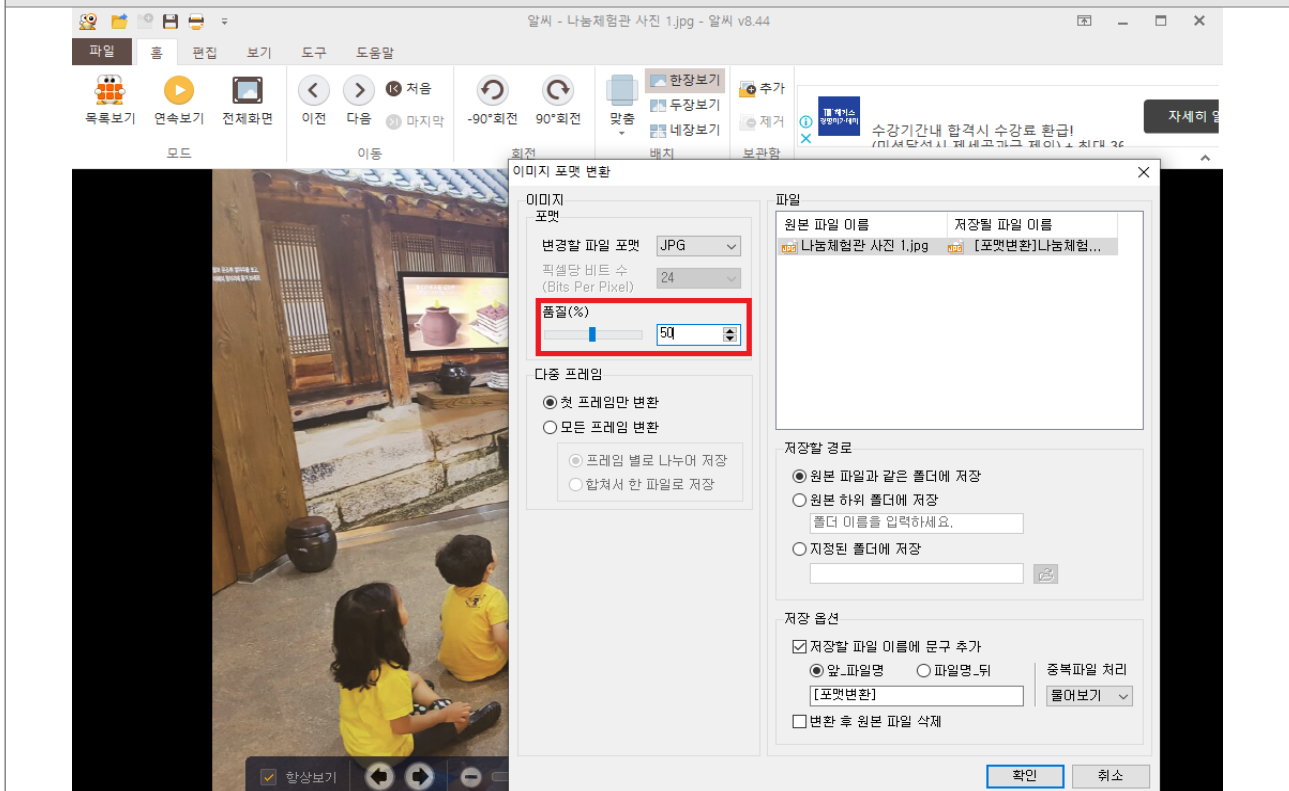 알씨 - 나눔체험관 사진 1.jpg - 알씨 v8.44
파일 홈 편집 보기 도구 도움말
목록보기 연속보기 전체화면
이전 다음 처음 마지막
-90°회전 90°회전
맞춤 한장보기 두장보기 네장보기
추가 제거
모드 이동 회전 배치 보관함
수강기간내 합격시 수강료 환급!
자세히
이미지 포맷 변환
이미지
포맷
변경할 파일 포맷 JPG
픽셀당 비트 수 24
(Bits Per Pixel)
품질(%)
50
다중 프레임
첫 프레임만 변환
모든 프레임 변환
프레임 별로 나누어 저장
합쳐서 한 파일로 저장
파일
원본 파일 이름 저장될 파일 이름
나눔체험관 사진 1.jpg [포맷변환]나눔체험...
저장할 경로
원본 파일과 같은 폴더에 저장
원본 하위 폴더에 저장
폴더 이름을 입력하세요.
지정된 폴더에 저장
저장 옵션
저장할 파일 이름에 문구 추가
앞_파일명 파일명_뒤 중복파일 처리
[포맷변환] 물어보기
변환 후 원본 파일 삭제
확인 취소
항상보기